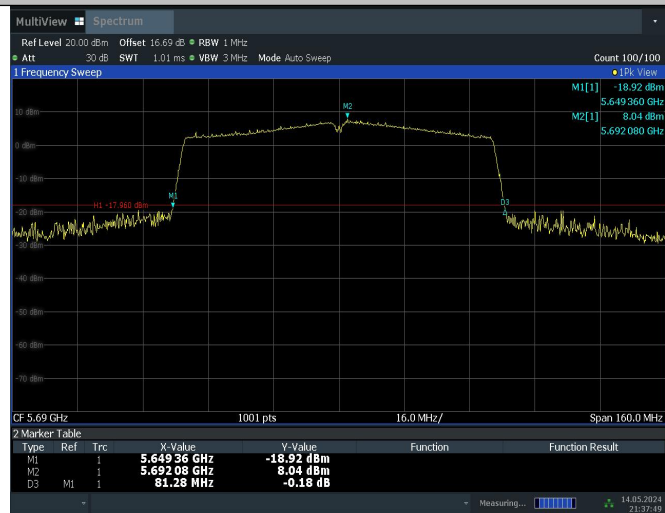 MultiView Spectrum
Ref Level 20.00 dBm Offset 16.69 dB RBW 1 MHz
Att 30 dB SWT 1.01 ms VBW 3 MHz Mode Auto Sweep Count 100/100
1 Frequency Sweep 1Pk View
M1[1] -18.92 dBm
5.649360 GHz
M2[1] 8.04 dBm
5.692080 GHz
M2
10 dBm
0 dBm
-10 dBm
M1
H1 -17.960 dBm
D3
-20 dBm
-30 dBm
-40 dBm
-50 dBm
-60 dBm
-70 dBm
CF 5.69 GHz 1001 pts 16.0 MHz/ Span 160.0 MHz
2 Marker Table
Type Ref Trc X-Value Y-Value Function Function Result
M1 1 5.649 36 GHz -18.92 dBm
M2 1 5.692 08 GHz 8.04 dBm
D3 M1 1 81.28 MHz -0.18 dB
Measuring... 14.05.2024
21:37:49